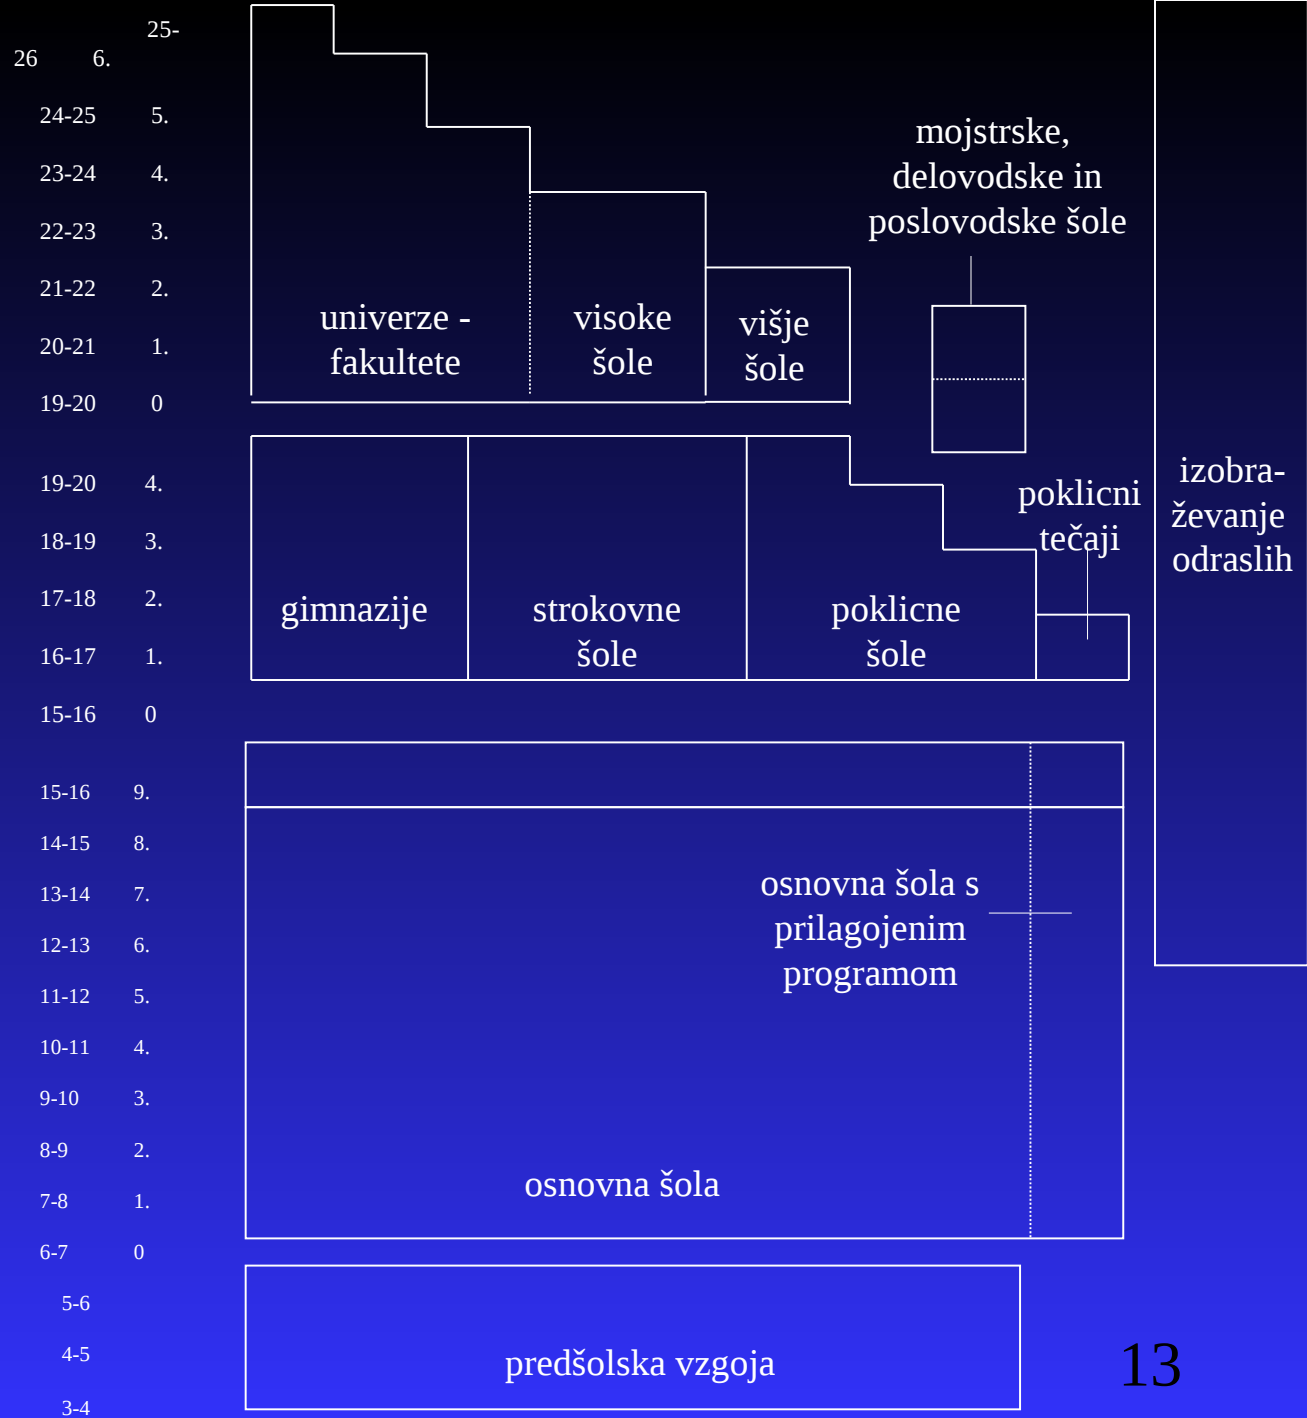 25-
26 6.
24-25 5.
23-24 4.
22-23 3.
21-22 2.
20-21 1.
19-20 0
19-20 4.
18-19 3.
17-18 2.
16-17 1.
15-16 0
15-16 9.
14-15 8.
13-14 7.
12-13 6.
11-12 5.
10-11 4.
9-10 3.
8-9 2.
7-8 1.
6-7 0
5-6
4-5
3-4
univerze -
fakultete
visoke
šole
višje
šole
mojstrske,
delovodske in
poslovodske šole
gimnazije
strokovne
šole
poklicne
šole
poklicni
tečaji
izobra-
ževanje
odraslih
osnovna šola s
prilagojenim
programom
osnovna šola
predšolska vzgoja
13